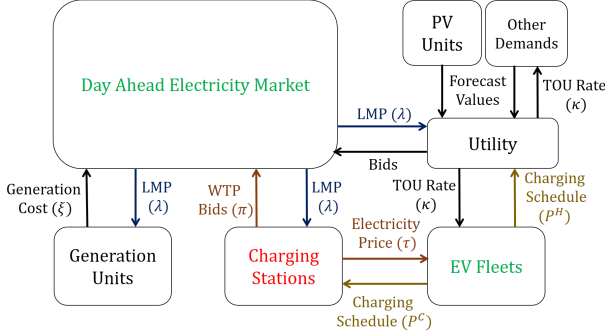 PV
Units
Other
Demands
Day Ahead Electricity Market
Forecast
Values
TOU Rate
(κ)
LMP (λ)
Utility
Bids
Generation
Cost (ξ)
LMP
(λ)
WTP
Bids (π)
LMP
(λ)
TOU Rate
(κ)
Charging
Schedule
(P^H)
Generation
Units
Charging
Stations
Electricity
Price (τ)
EV Fleets
Charging
Schedule (P^C)